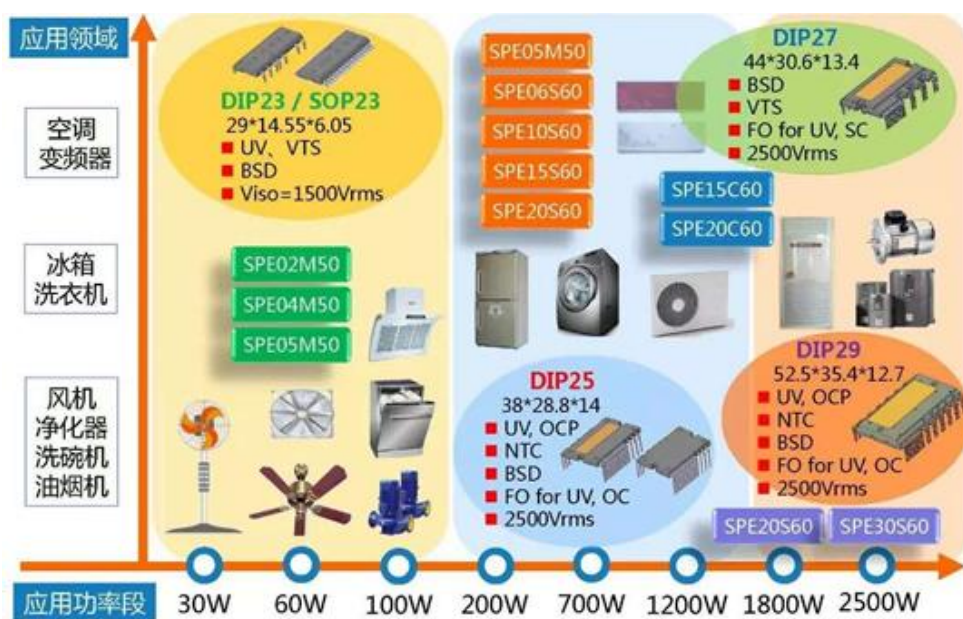 应用领域
空调
变频器
冰箱
洗衣机
风机
净化器
洗碗机
油烟机
DIP23 / SOP23
29*14.55*6.05
UV、VTS
BSD
Viso=1500Vrms
SPE02M50
SPE04M50
SPE05M50
SPE05M50
SPE06S60
SPE10S60
SPE15S60
SPE20S60
DIP25
38*28.8*14
UV, OCP
NTC
BSD
FO for UV, OC
2500Vrms
DIP27
44*30.6*13.4
BSD
VTS
FO for UV, SC
2500Vrms
SPE15C60
SPE20C60
DIP29
52.5*35.4*12.7
UV, OCP
NTC
BSD
FO for UV, OC
2500Vrms
SPE20S60 SPE30S60
应用功率段 30W 60W 100W 200W 700W 1200W 1800W 2500W